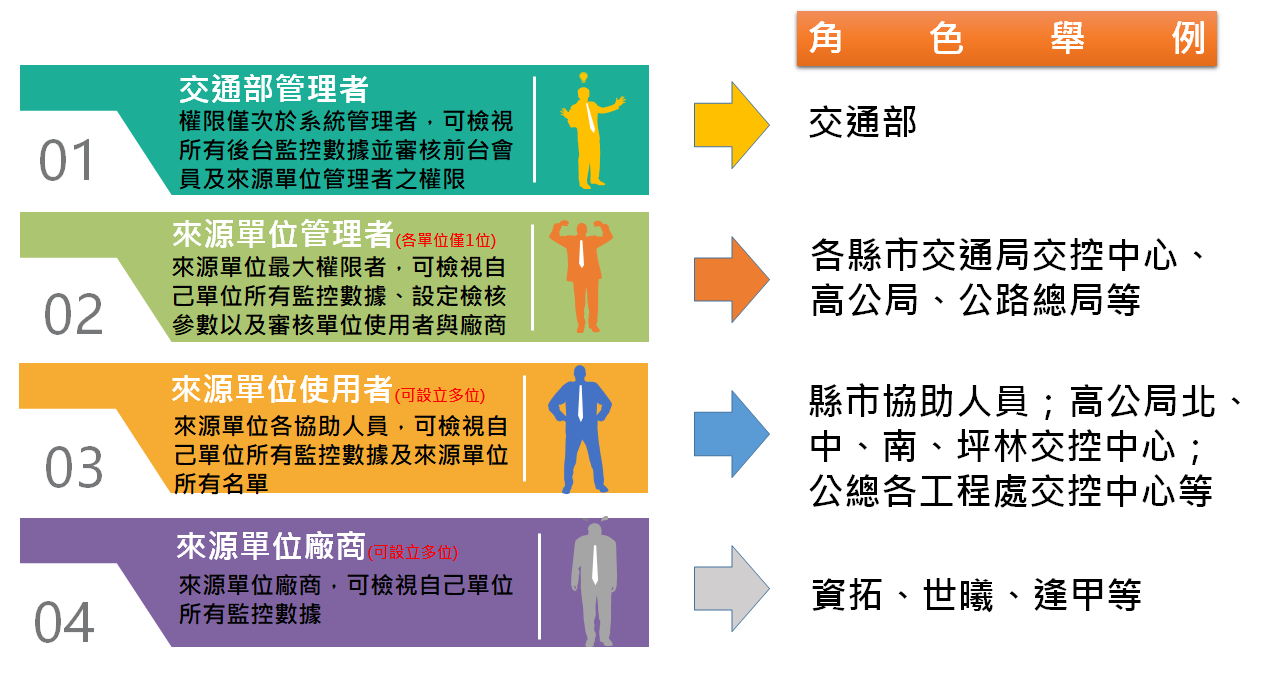 角色舉例
01
交通部管理者
權限僅次於系統管理者，可檢視
所有後台監控數據並審核前台會
員及來源單位管理者之權限
交通部
02
來源單位管理者(各單位僅1位)
來源單位最大權限者，可檢視自
己單位所有監控數據、設定檢核
參數以及審核單位使用者與廠商
各縣市交通局交控中心、
高公局、公路總局等
03
來源單位使用者(可設立多位)
來源單位各協助人員，可檢視自
己單位所有監控數據及來源單位
所有名單
縣市協助人員；高公局北、
中、南、坪林交控中心；
公總各工程處交控中心等
04
來源單位廠商(可設立多位)
來源單位廠商，可檢視自己單位
所有監控數據
資拓、世曦、逢甲等